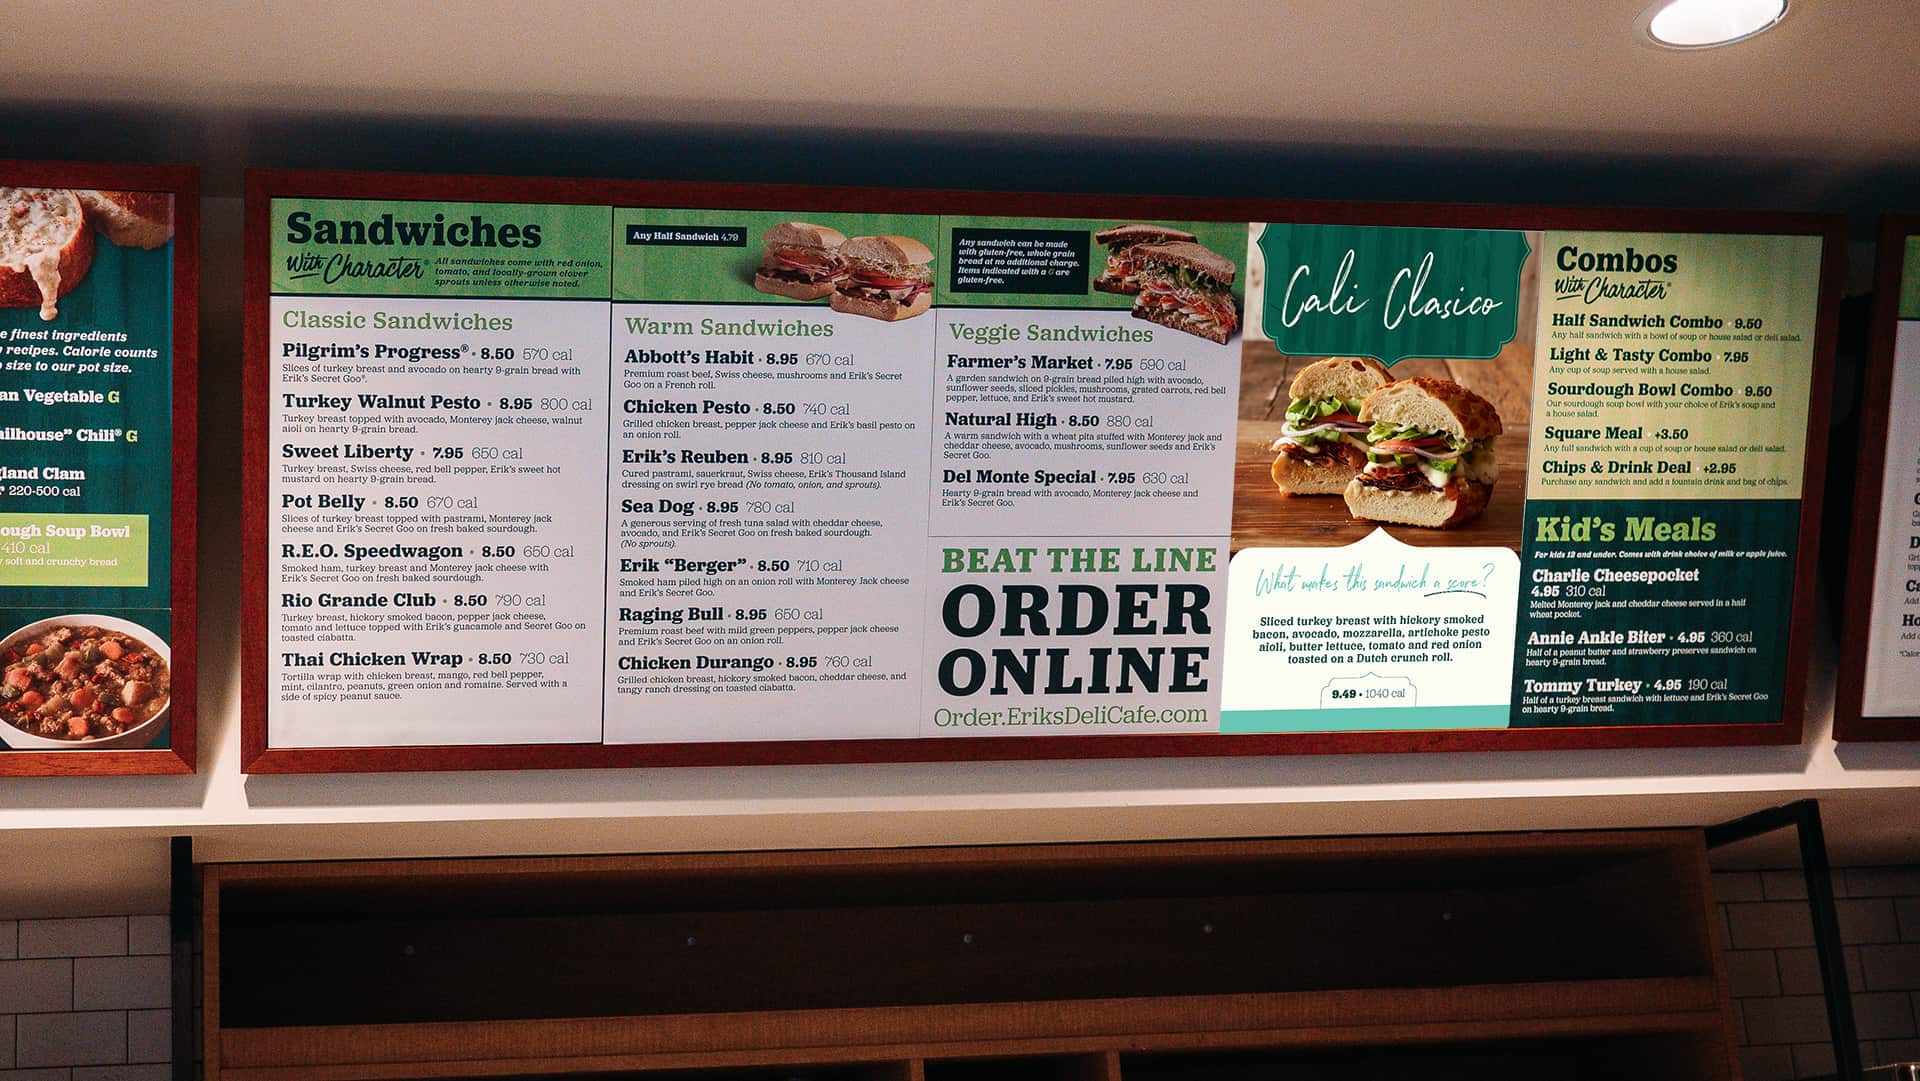 e finest ingredients
recipes. Calorie counts
size to our pot size.
an Vegetable G
ailhouse” Chili® G
gland Clam
220-500 cal
ough Soup Bowl
410 cal
soft and crunchy bread
Sandwiches
With Character®
All sandwiches come with red onion,
tomato, and locally-grown clover
sprouts unless otherwise noted.
Classic Sandwiches
Pilgrim’s Progress® • 8.50 570 cal
Slices of turkey breast and avocado on hearty 9-grain bread with
Erik’s Secret Goo®.
Turkey Walnut Pesto • 8.95 800 cal
Turkey breast topped with avocado, Monterey jack cheese, walnut
aioli on hearty 9-grain bread.
Sweet Liberty • 7.95 650 cal
Turkey breast, Swiss cheese, red bell pepper, Erik’s sweet hot
mustard on hearty 9-grain bread.
Pot Belly • 8.50 670 cal
Slices of turkey breast topped with pastrami, Monterey jack
cheese and Erik’s Secret Goo on fresh baked sourdough.
R.E.O. Speedwagon • 8.50 650 cal
Smoked ham, turkey breast and Monterey jack cheese with
Erik’s Secret Goo on fresh baked sourdough.
Rio Grande Club • 8.50 790 cal
Turkey breast, hickory smoked bacon, pepper jack cheese,
tomato and lettuce topped with Erik’s guacamole and Secret Goo on
toasted ciabatta.
Thai Chicken Wrap • 8.50 730 cal
Tortilla wrap with chicken breast, mango, red bell pepper,
mint, cilantro, peanuts, green onion and romaine. Served with a
side of spicy peanut sauce.
Any Half Sandwich 4.79
Warm Sandwiches
Abbott’s Habit • 8.95 670 cal
Premium roast beef, Swiss cheese, mushrooms and Erik’s Secret
Goo on a French roll.
Chicken Pesto • 8.50 740 cal
Grilled chicken breast, pepper jack cheese and Erik’s basil pesto on
an onion roll.
Erik’s Reuben • 8.95 810 cal
Cured pastrami, sauerkraut, Swiss cheese, Erik’s Thousand Island
dressing on swirl rye bread (No tomato, onion, and sprouts).
Sea Dog • 8.95 780 cal
A generous serving of fresh tuna salad with cheddar cheese,
avocado, and Erik’s Secret Goo on fresh baked sourdough.
(No sprouts).
Erik “Berger” • 8.50 710 cal
Smoked ham piled high on an onion roll with Monterey Jack cheese
and Erik’s Secret Goo.
Raging Bull • 8.95 650 cal
Premium roast beef with mild green peppers, pepper jack cheese
and Erik’s Secret Goo on an onion roll.
Chicken Durango • 8.95 760 cal
Grilled chicken breast, hickory smoked bacon, cheddar cheese, and
tangy ranch dressing on toasted ciabatta.
Any sandwich can be made
with gluten-free, whole grain
bread at no additional charge.
Items indicated with a G are
gluten-free.
Veggie Sandwiches
Farmer’s Market • 7.95 590 cal
A garden sandwich on 9-grain bread piled high with avocado,
sunflower seeds, sliced pickles, mushrooms, grated carrots, red bell
pepper, lettuce, and Erik’s sweet hot mustard.
Natural High • 8.50 880 cal
A warm sandwich with a wheat pita stuffed with Monterey jack and
cheddar cheese, avocado, mushrooms, sunflower seeds and Erik’s
Secret Goo.
Del Monte Special • 7.95 630 cal
Hearty 9-grain bread with avocado, Monterey jack cheese and
Erik’s Secret Goo.
BEAT THE LINE
ORDER
ONLINE
Order.EriksDeliCafe.com
Cali Clasico
What makes this sandwich a score?
Sliced turkey breast with hickory smoked
bacon, avocado, mozzarella, artichoke pesto
aioli, butter lettuce, tomato and red onion
toasted on a Dutch crunch roll.
9.49 • 1040 cal
Combos
With Character®
Half Sandwich Combo • 9.50
Any half sandwich with a bowl of soup or house salad or deli salad.
Light & Tasty Combo • 7.95
Any cup of soup served with a house salad.
Sourdough Bowl Combo • 9.50
Our sourdough soup bowl with your choice of Erik’s soup and
a house salad.
Square Meal • +3.50
Any full sandwich with a cup of soup or house salad or deli salad.
Chips & Drink Deal • +2.95
Purchase any sandwich and add a fountain drink and bag of chips.
Kid’s Meals
For kids 12 and under. Comes with drink choice of milk or apple juice.
Charlie Cheesepocket
4.95 310 cal
Melted Monterey jack and cheddar cheese served in a half
wheat pocket.
Annie Ankle Biter • 4.95 360 cal
Half of a peanut butter and strawberry preserves sandwich on
hearty 9-grain bread.
Tommy Turkey • 4.95 190 cal
Half of a turkey breast sandwich with lettuce and Erik’s Secret Goo
on hearty 9-grain bread.